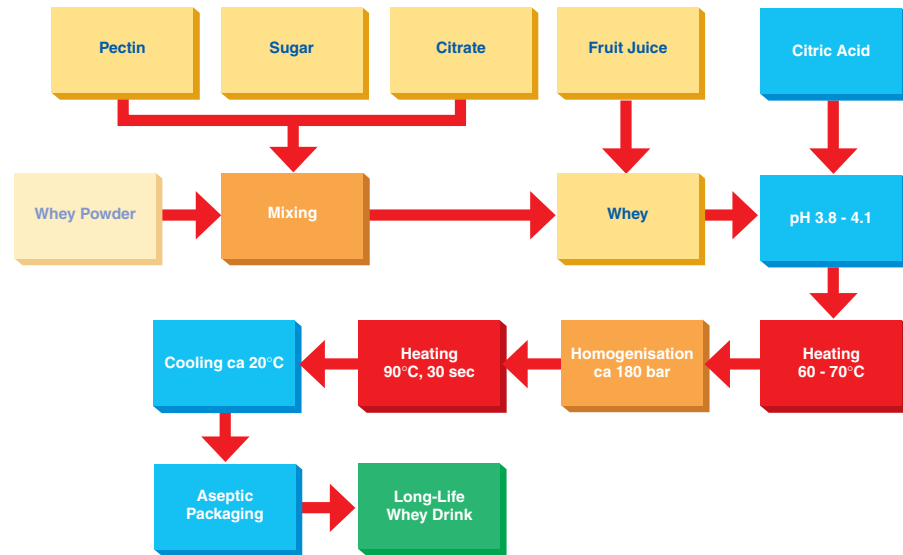 Pectin
Sugar
Citrate
Fruit Juice
Citric Acid
Whey Powder
Mixing
Whey
pH 3.8 - 4.1
Cooling ca 20°C
Heating
90°C, 30 sec
Homogenisation
ca 180 bar
Heating
60 - 70°C
Aseptic
Packaging
Long-Life
Whey Drink